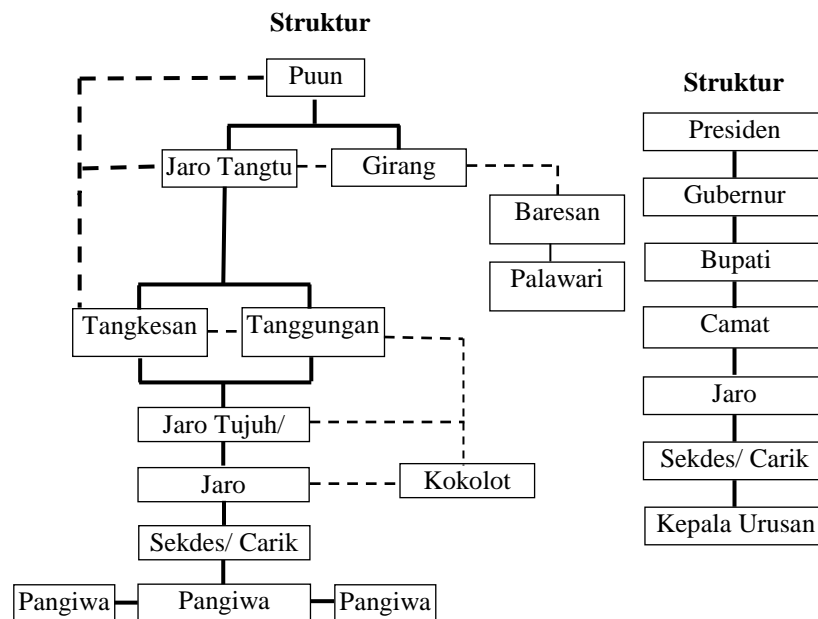 Struktur
Puun
Jaro Tangtu
Girang
Baresan
Palawari
Tangkesan
Tanggungan
Jaro Tujuh/
Jaro
Kokolot
Sekdes/ Carik
Pangiwa
Pangiwa
Pangiwa
Struktur
Presiden
Gubernur
Bupati
Camat
Jaro
Sekdes/ Carik
Kepala Urusan